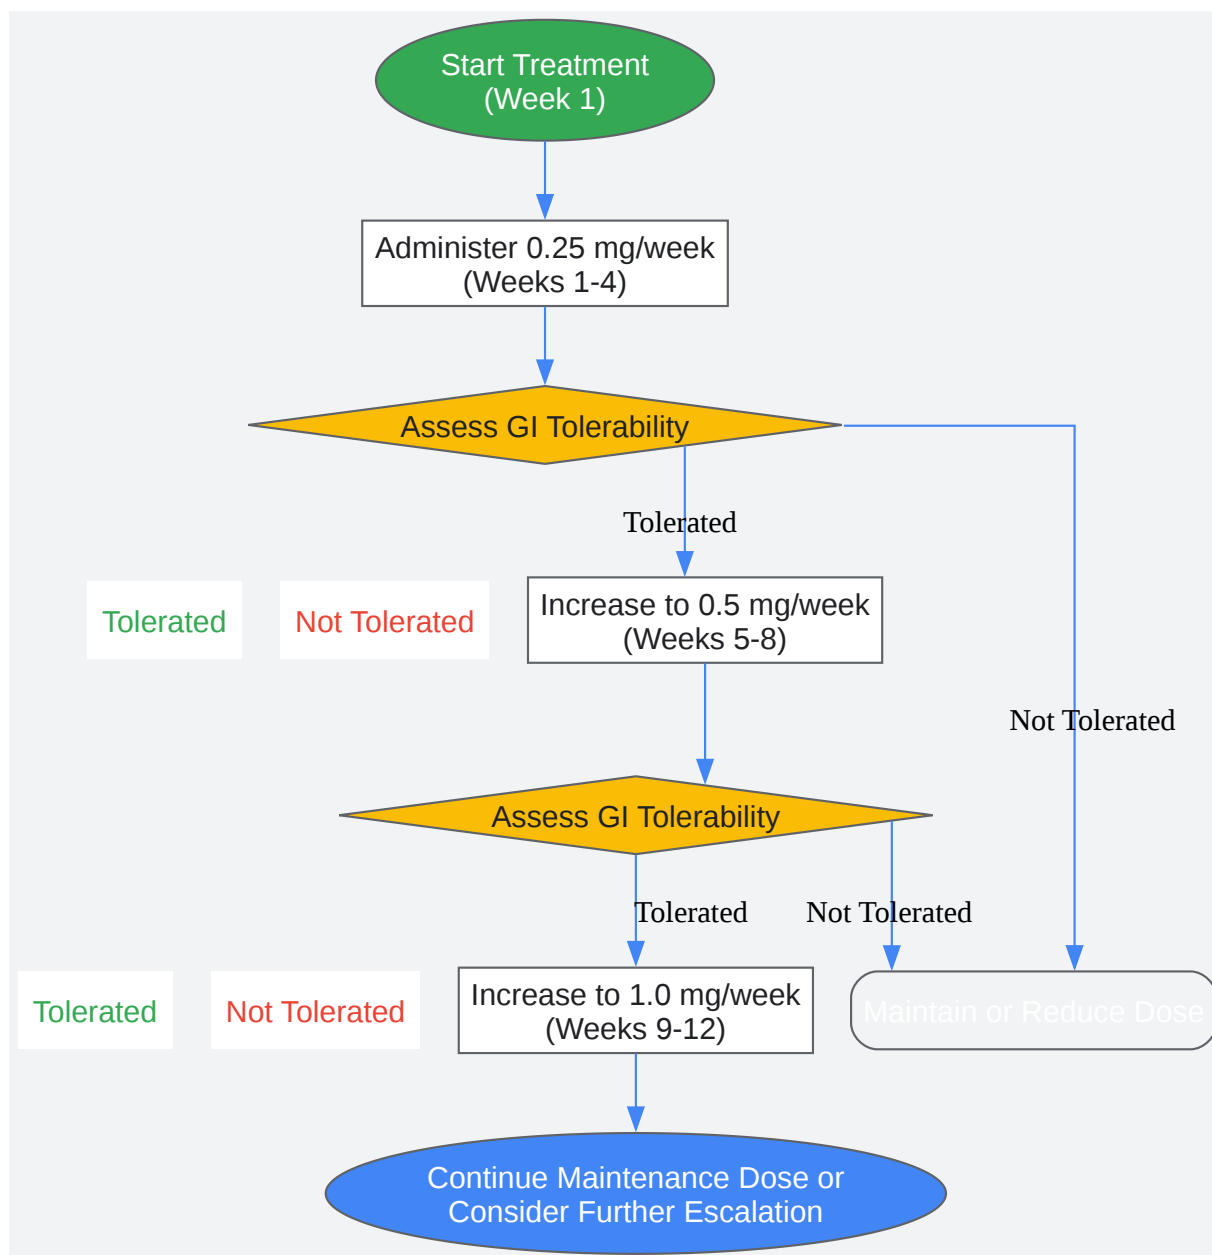 Start Treatment
(Week 1)
Administer 0.25 mg/week
(Weeks 1-4)
Assess GI Tolerability
Tolerated
Tolerated
Not Tolerated
Increase to 0.5 mg/week
(Weeks 5-8)
Not Tolerated
Assess GI Tolerability
Tolerated
Not Tolerated
Tolerated
Not Tolerated
Increase to 1.0 mg/week
(Weeks 9-12)
Maintain or Reduce Dose
Continue Maintenance Dose or
Consider Further Escalation